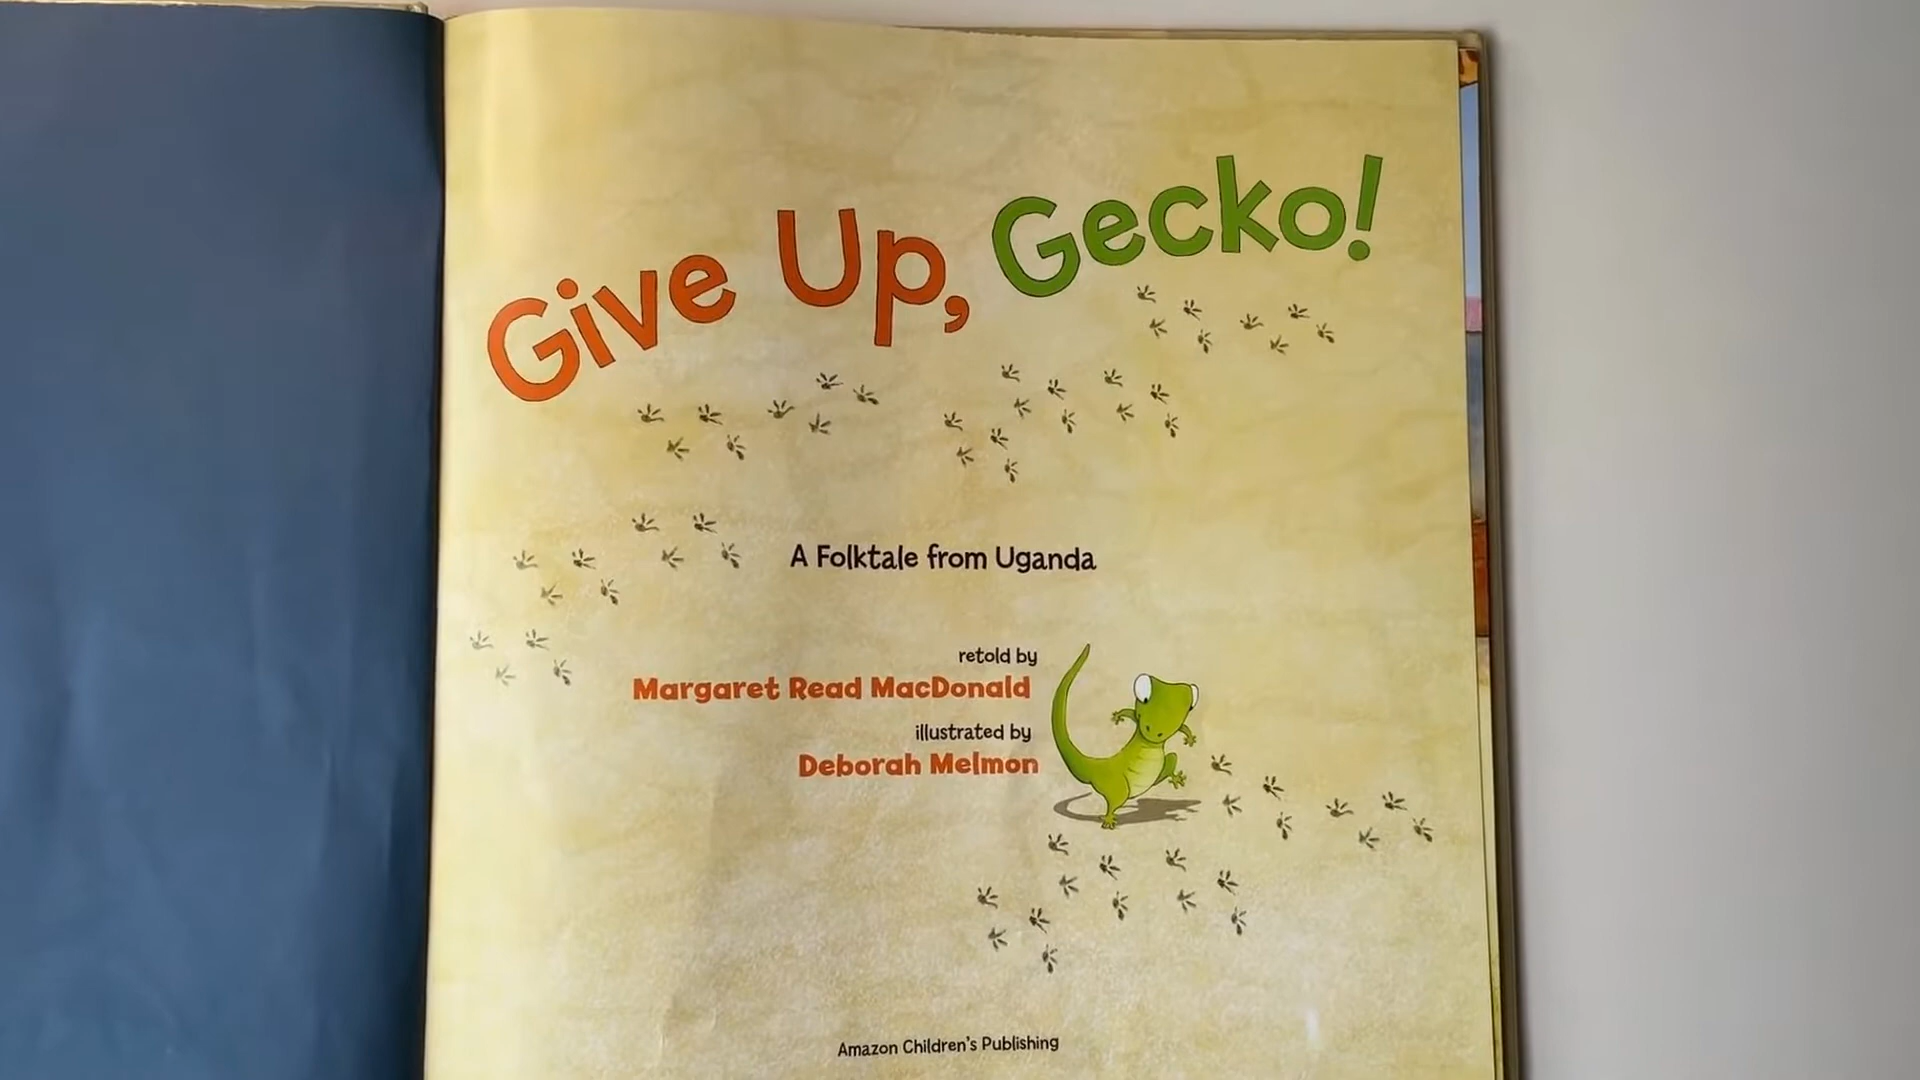 Give Up, Gecko!
A Folktale from Uganda
retold by
Margaret Read MacDonald
illustrated by
Deborah Melmon
Amazon Children's Publishing